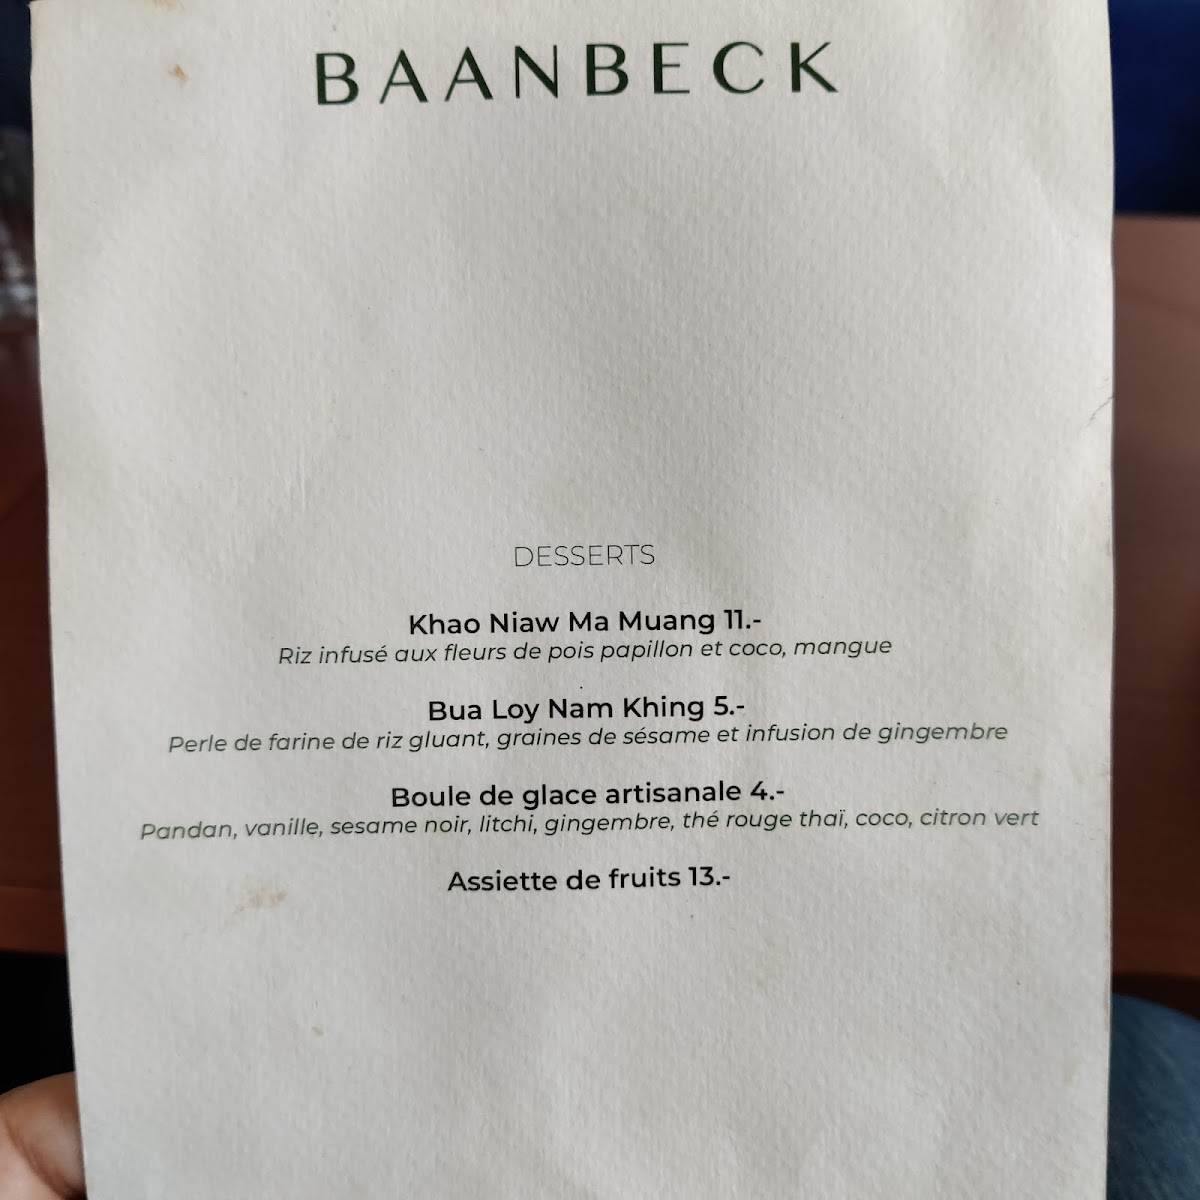 BAANBECK
DESSERTS
Khao Niaw Ma Muang 11.-
Riz infusé aux fleurs de pois papillon et coco, mangue
Bua Loy Nam Khing 5.-
Perle de farine de riz gluant, graines de sésame et infusion de gingembre
Boule de glace artisanale 4.-
Pandan, vanille, sesame noir, litchi, gingembre, thé rouge thaï, coco, citron vert
Assiette de fruits 13.-